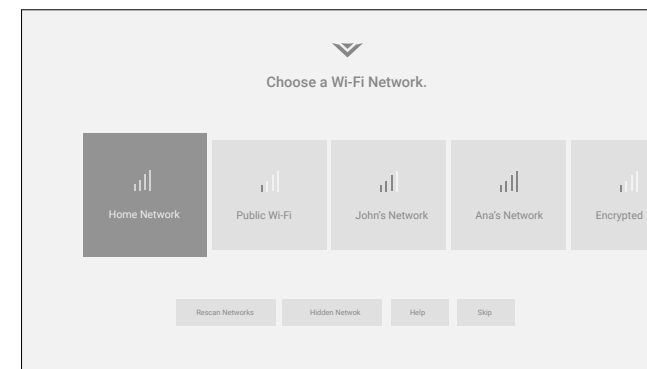 Choose a Wi-Fi Network.
Home Network
Public Wi-Fi
John's Network
Ana's Network
Encrypted
Rescan Networks
Hidden Netwok
Help
Skip